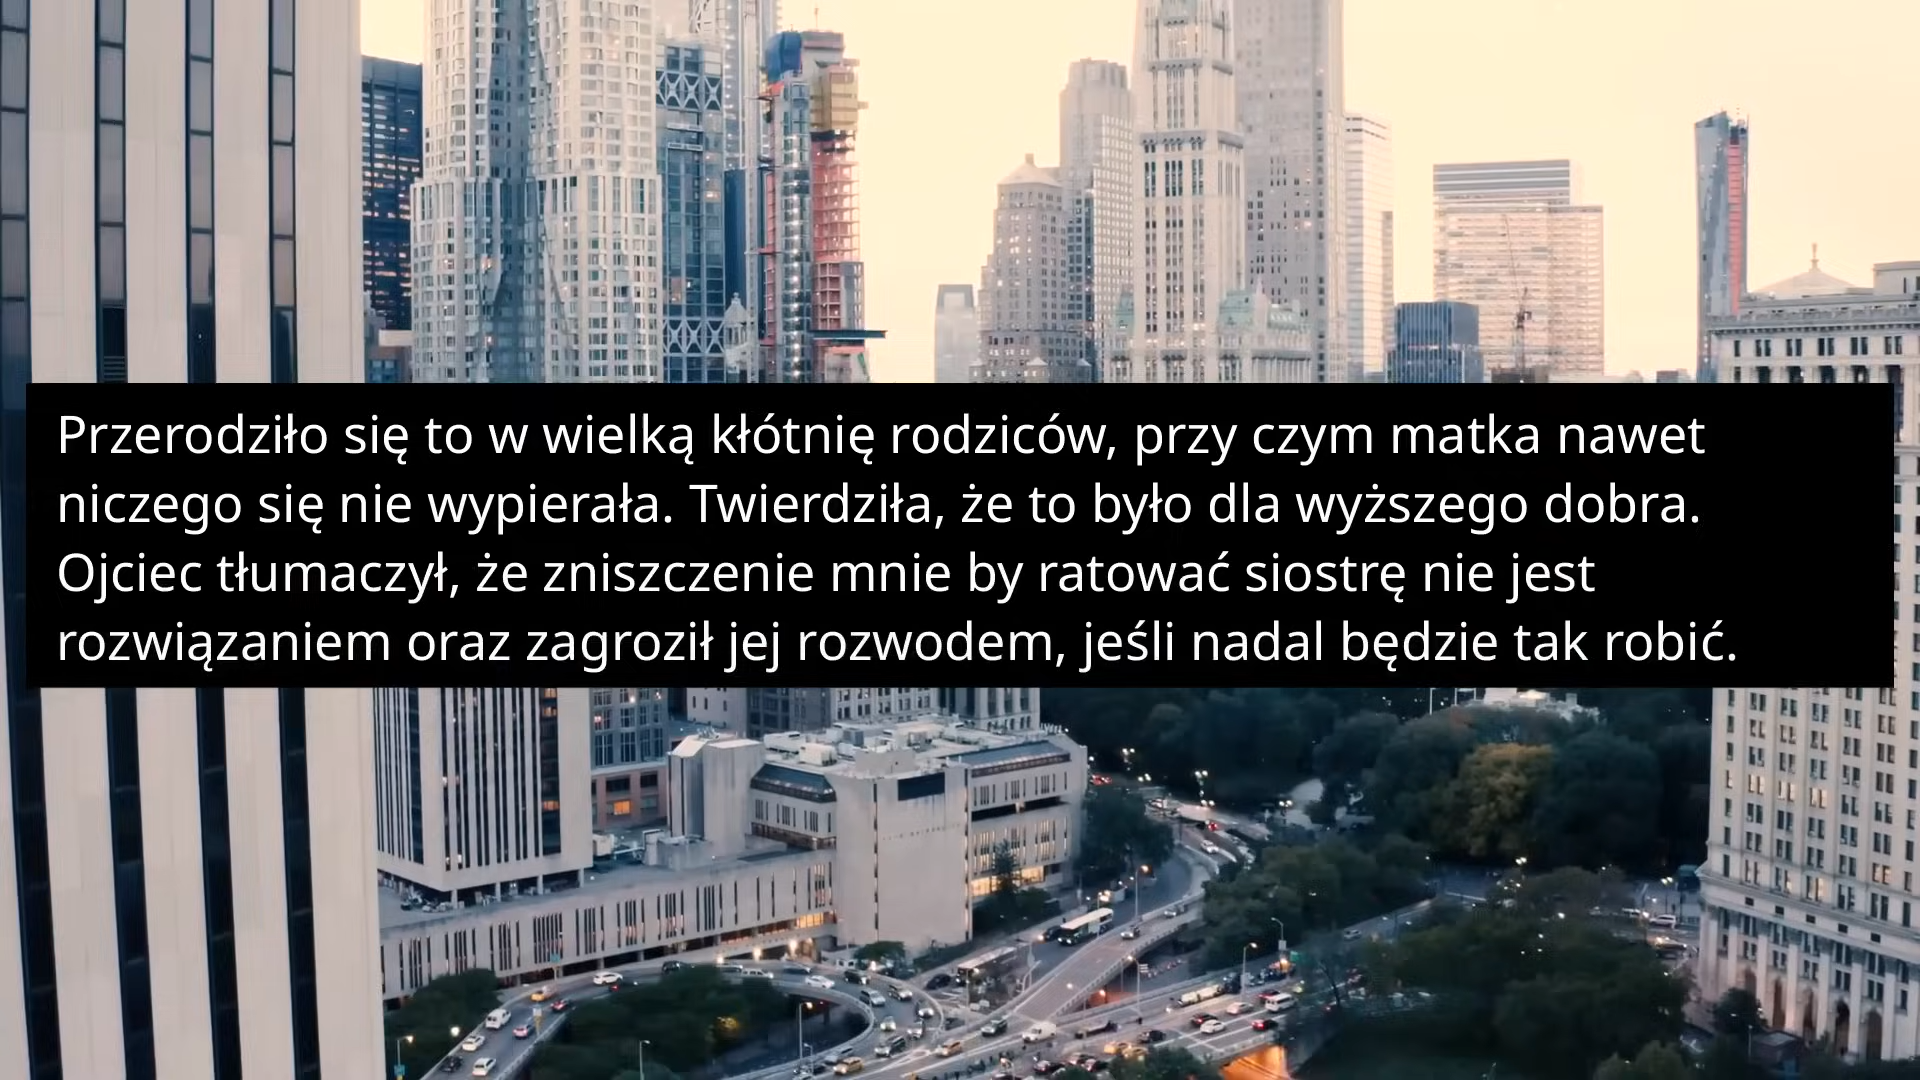 Przerodziło się to w wielką kłótnię rodziców, przy czym matka nawet
niczego się nie wypierała. Twierdziła, że to było dla wyższego dobra.
Ojciec tłumaczył, że zniszczenie mnie by ratować siostrę nie jest
rozwiązaniem oraz zagroził jej rozwodem, jeśli nadal będzie tak robić.